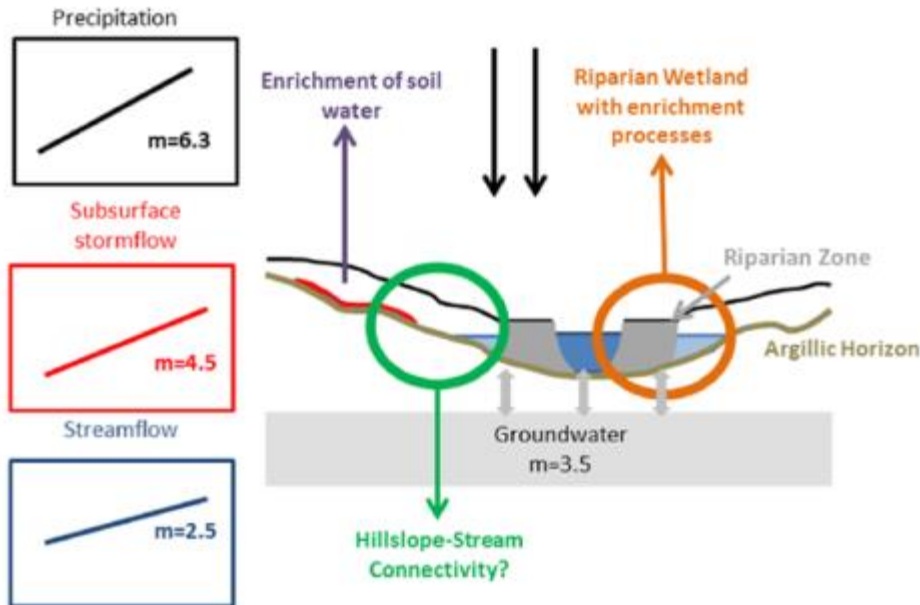 Precipitation
m=6.3
Subsurface
stormflow
m=4.5
Streamflow
m=2.5
Enrichment of soil
water
Riparian Wetland
with enrichment
processes
Riparian Zone
Argillic Horizon
Groundwater
m=3.5
Hillslope-Stream
Connectivity?